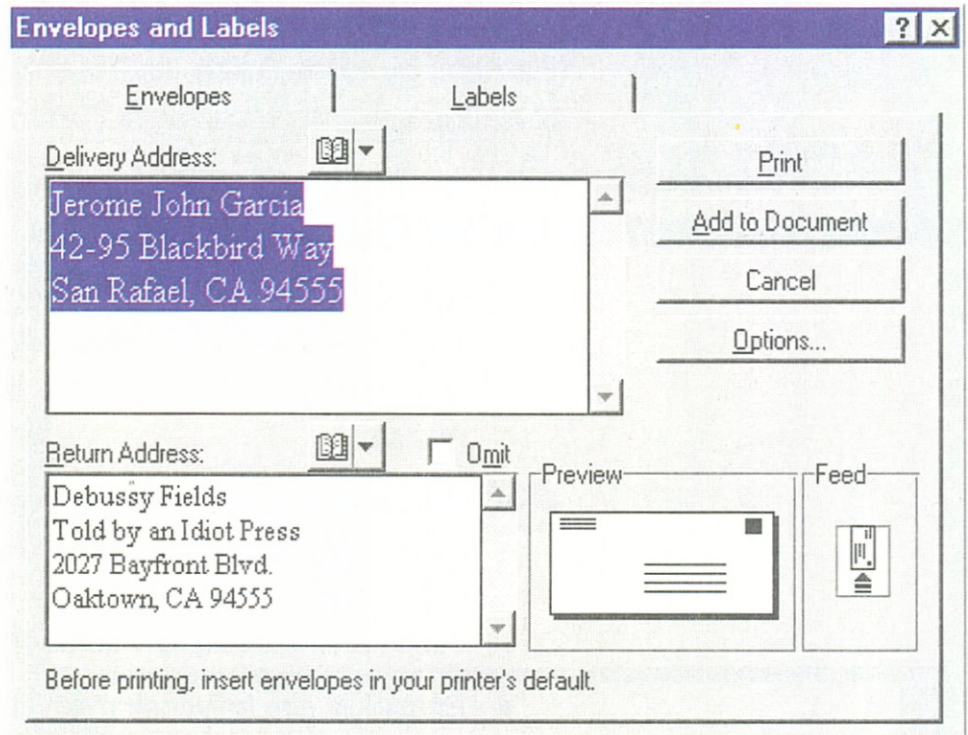 Envelopes and Labels
? X
Envelopes Labels
Delivery Address:
Jerome John Garcia
42-95 Blackbird Way
San Rafael, CA 94555
Print
Add to Document
Cancel
Options...
Return Address:
Omit
Debussy Fields
Told by an Idiot Press
2027 Bayfront Blvd.
Oaktown, CA 94555
Preview
Feed
Before printing, insert envelopes in your printer's default.